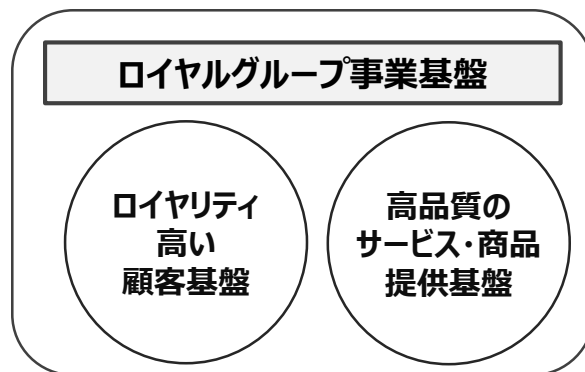 ロイヤルグループ事業基盤
ロイヤリティ
高い
顧客基盤
高品質の
サービス・商品
提供基盤